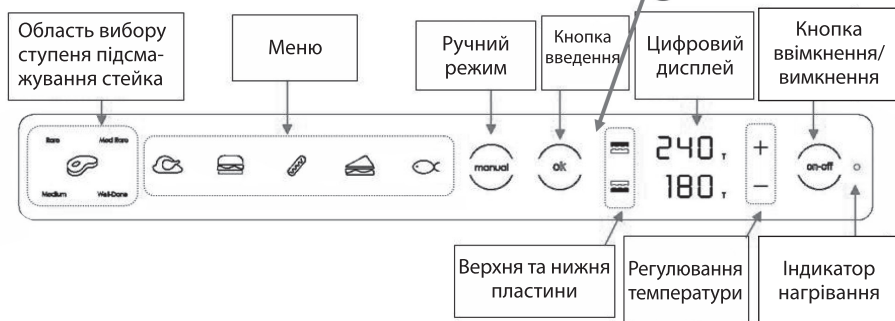 Область вибору
ступеня підсма-
жування стейка
Меню
Ручний
режим
Кнопка
введення
Цифровий
дисплей
Кнопка
ввімкнення/
вимкнення
Rare
Med Rare
Medium
Well-Done
manual
ok
240 T
180 T
+
−
on-off
Верхня та нижня
пластини
Регулювання
температури
Індикатор
нагрівання